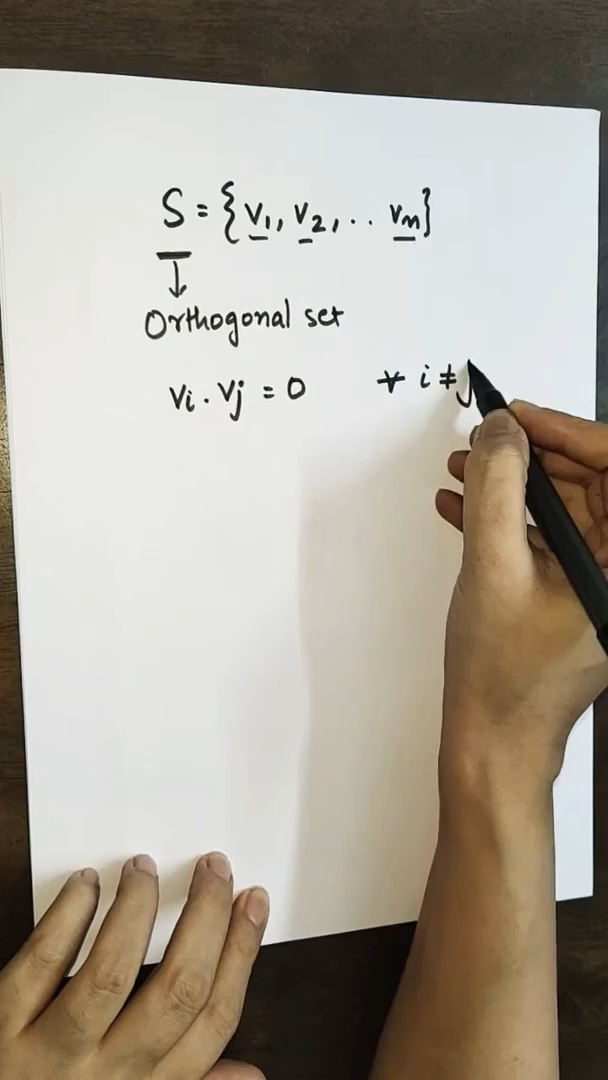 S = {v₁, v₂, .. vₙ}
↓
Orthogonal set
vᵢ . vⱼ = 0 ∀ i ≠ j